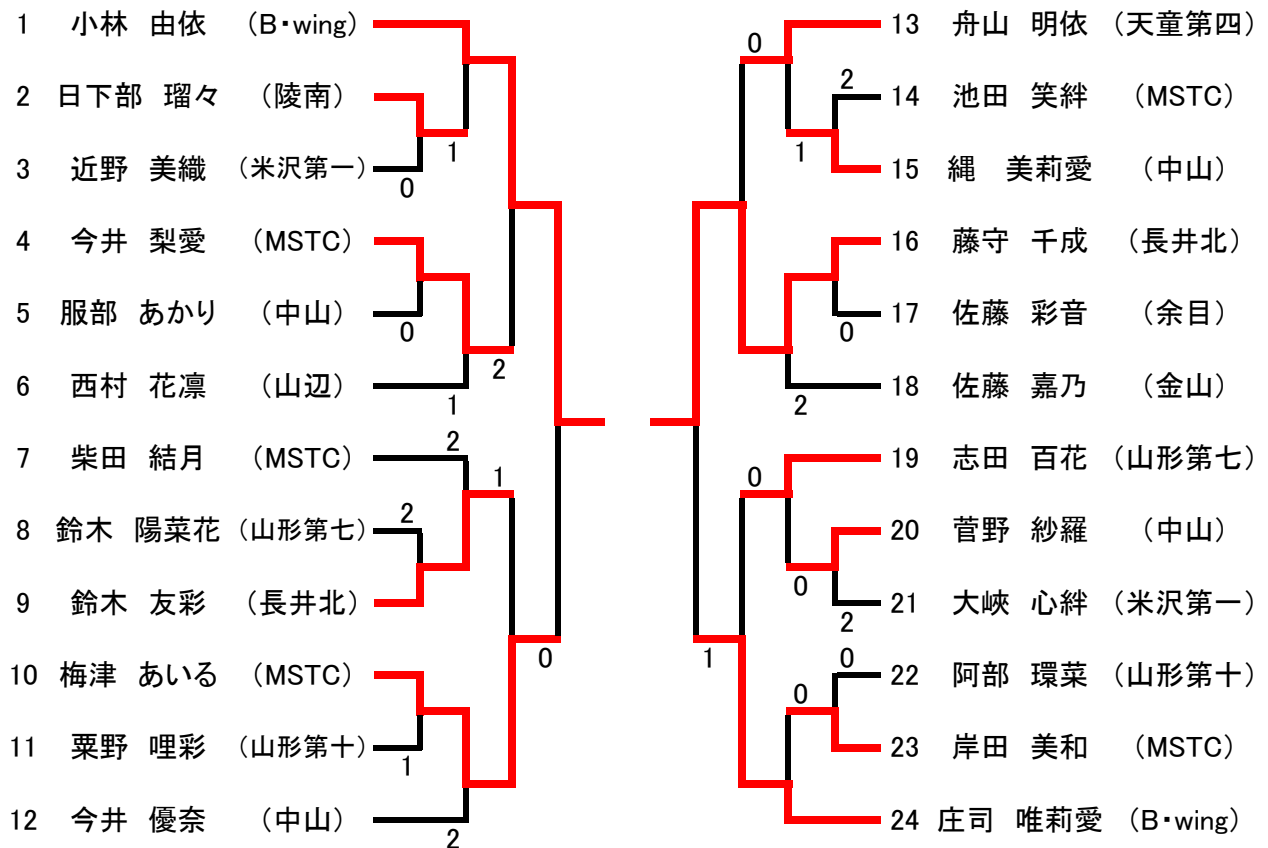 1 小林 由依 (B・wing)
2 日下部 瑠々 (陵南)
1
3 近野 美織 (米沢第一)
0
4 今井 梨愛 (MSTC)
5 服部 あかり (中山)
0
2
6 西村 花凛 (山辺)
1
7 柴田 結月 (MSTC)
2
1
8 鈴木 陽菜花 (山形第七)
2
9 鈴木 友彩 (長井北)
0
10 梅津 あいる (MSTC)
11 粟野 哩彩 (山形第十)
1
12 今井 優奈 (中山)
2
13 舟山 明依 (天童第四)
0
14 池田 笑絆 (MSTC)
2
1
15 縄 美莉愛 (中山)
16 藤守 千成 (長井北)
17 佐藤 彩音 (余目)
0
18 佐藤 嘉乃 (金山)
2
19 志田 百花 (山形第七)
0
20 菅野 紗羅 (中山)
0
21 大峽 心絆 (米沢第一)
2
1
22 阿部 環菜 (山形第十)
0
0
23 岸田 美和 (MSTC)
24 庄司 唯莉愛 (B・wing)